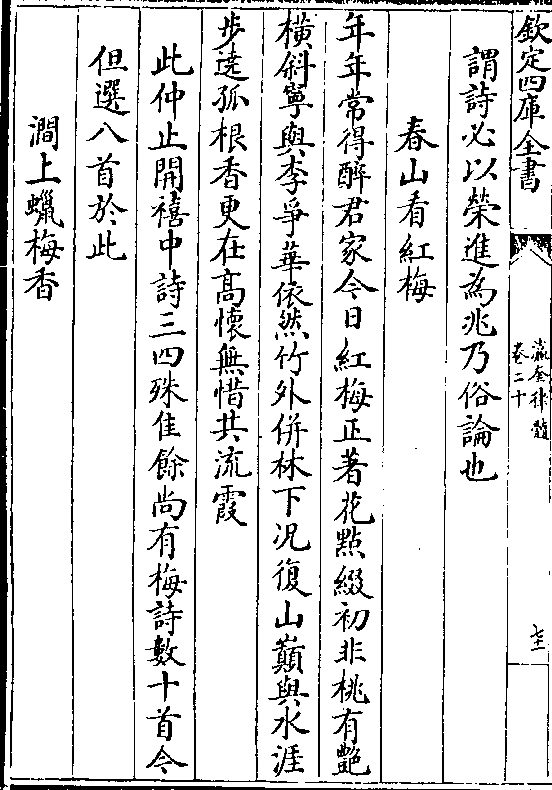 欽定四庫全書
瀛奎律髓
卷二十
謂詩必以榮進為兆乃俗論也
春山看紅梅
年年常得醉君家今日紅梅正著花點綴初非桃有艷
橫斜寧與李爭華依然竹外併林下况復山巔與水涯
步遶孤根香更在高懷無惜共流霞
此仲止開禧中詩三四殊佳餘尚有梅詩數十首今
但選八首於此
澗上蠟梅香